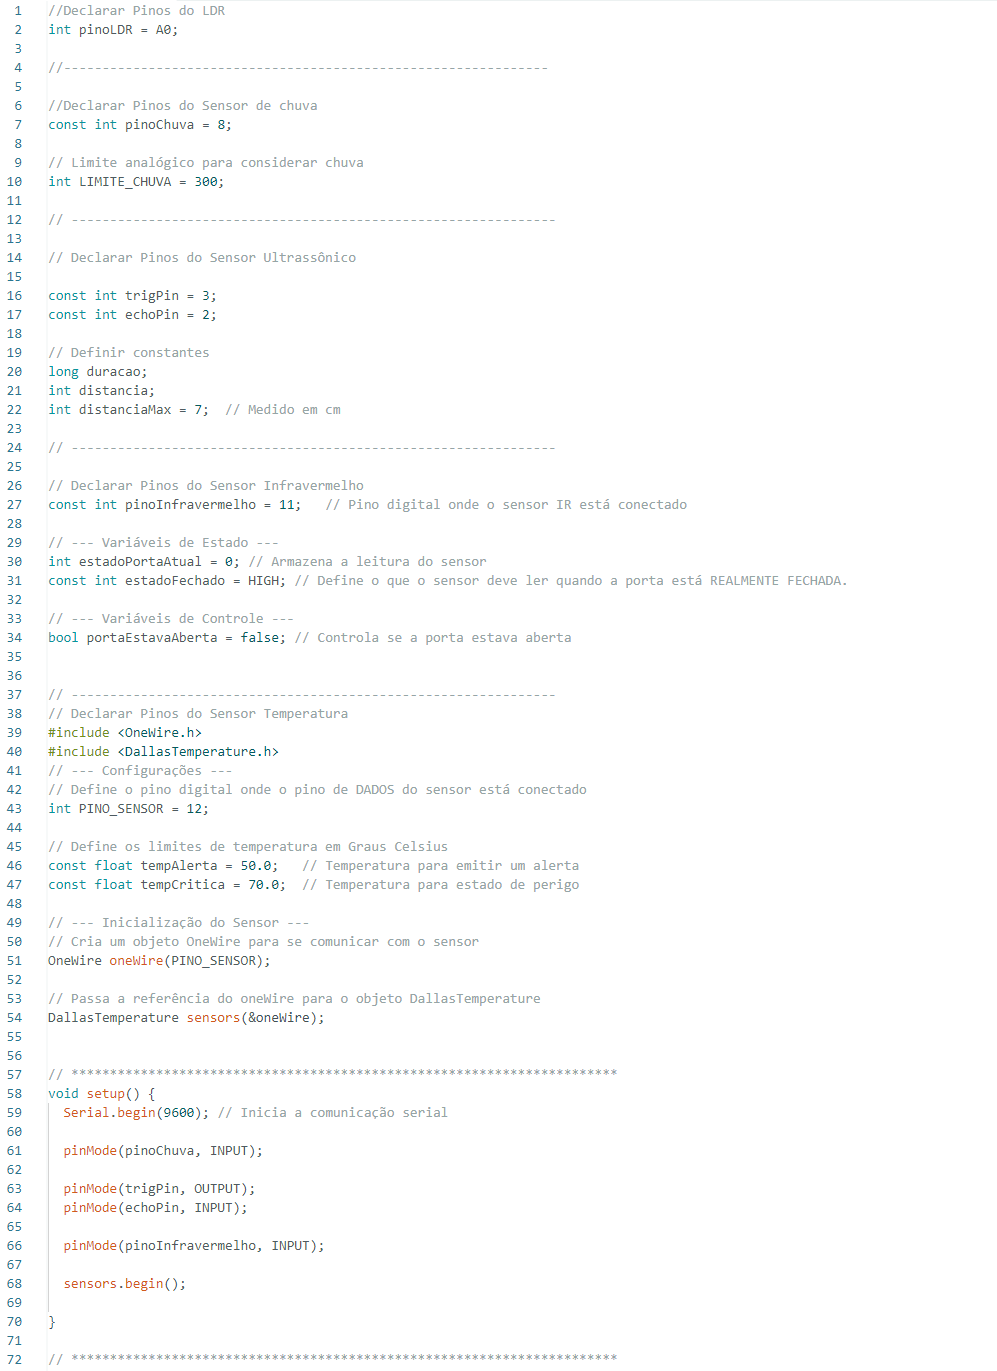 1 //Declarar Pinos do LDR
2 int pinoLDR = A0;
3
4 //---------------------------------------------------------------
5
6 //Declarar Pinos do Sensor de chuva
7 const int pinoChuva = 8;
8
9 // Limite analógico para considerar chuva
10 int LIMITE_CHUVA = 300;
11
12 // ---------------------------------------------------------------
13
14 // Declarar Pinos do Sensor Ultrassônico
15
16 const int trigPin = 3;
17 const int echoPin = 2;
18
19 // Definir constantes
20 long duracao;
21 int distancia;
22 int distanciaMax = 7;  // Medido em cm
23
24 // ---------------------------------------------------------------
25
26 // Declarar Pinos do Sensor Infravermelho
27 const int pinoInfravermelho = 11;   // Pino digital onde o sensor IR está conectado
28
29 // --- Variáveis de Estado ---
30 int estadoPortaAtual = 0; // Armazena a leitura do sensor
31 const int estadoFechado = HIGH; // Define o que o sensor deve ler quando a porta está REALMENTE FECHADA.
32
33 // --- Variáveis de Controle ---
34 bool portaEstavaAberta = false; // Controla se a porta estava aberta
35
36
37 // ---------------------------------------------------------------
38 // Declarar Pinos do Sensor Temperatura
39 #include <OneWire.h>
40 #include <DallasTemperature.h>
41 // --- Configurações ---
42 // Define o pino digital onde o pino de DADOS do sensor está conectado
43 int PINO_SENSOR = 12;
44
45 // Define os limites de temperatura em Graus Celsius
46 const float tempAlerta = 50.0;   // Temperatura para emitir um alerta
47 const float tempCritica = 70.0;  // Temperatura para estado de perigo
48
49 // --- Inicialização do Sensor ---
50 // Cria um objeto OneWire para se comunicar com o sensor
51 OneWire oneWire(PINO_SENSOR);
52
53 // Passa a referência do oneWire para o objeto DallasTemperature
54 DallasTemperature sensors(&oneWire);
55
56
57 // ***********************************************************************
58 void setup() {
59   Serial.begin(9600); // Inicia a comunicação serial
60
61   pinMode(pinoChuva, INPUT);
62
63   pinMode(trigPin, OUTPUT);
64   pinMode(echoPin, INPUT);
65
66   pinMode(pinoInfravermelho, INPUT);
67
68   sensors.begin();
69
70 }
71
72 // ***********************************************************************